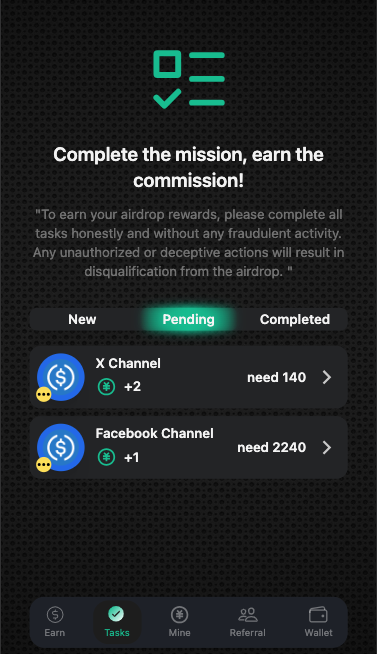 Complete the mission, earn the
commission!
"To earn your airdrop rewards, please complete all
tasks honestly and without any fraudulent activity.
Any unauthorized or deceptive actions will result in
disqualification from the airdrop. "
New Pending Completed
X Channel
+2
need 140
Facebook Channel
+1
need 2240
Earn Tasks Mine Referral Wallet